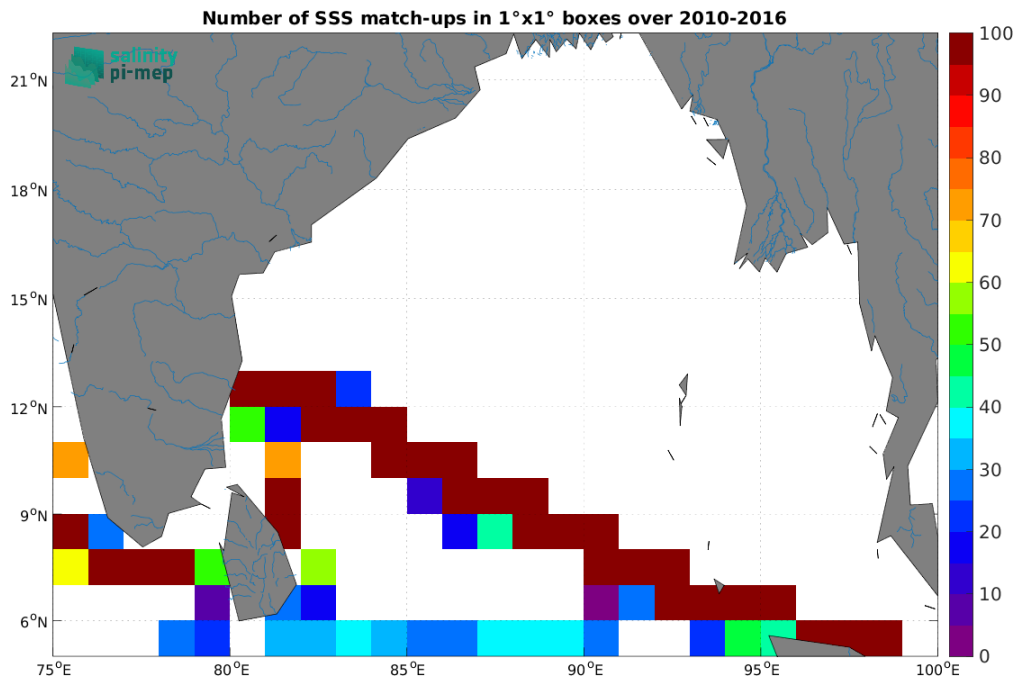 Number of SSS match-ups in 1°x1° boxes over 2010-2016
salinity
pi-mep
21°N
18°N
15°N
12°N
9°N
6°N
75°E 80°E 85°E 90°E 95°E 100°E
100
90
80
70
60
50
40
30
20
10
0